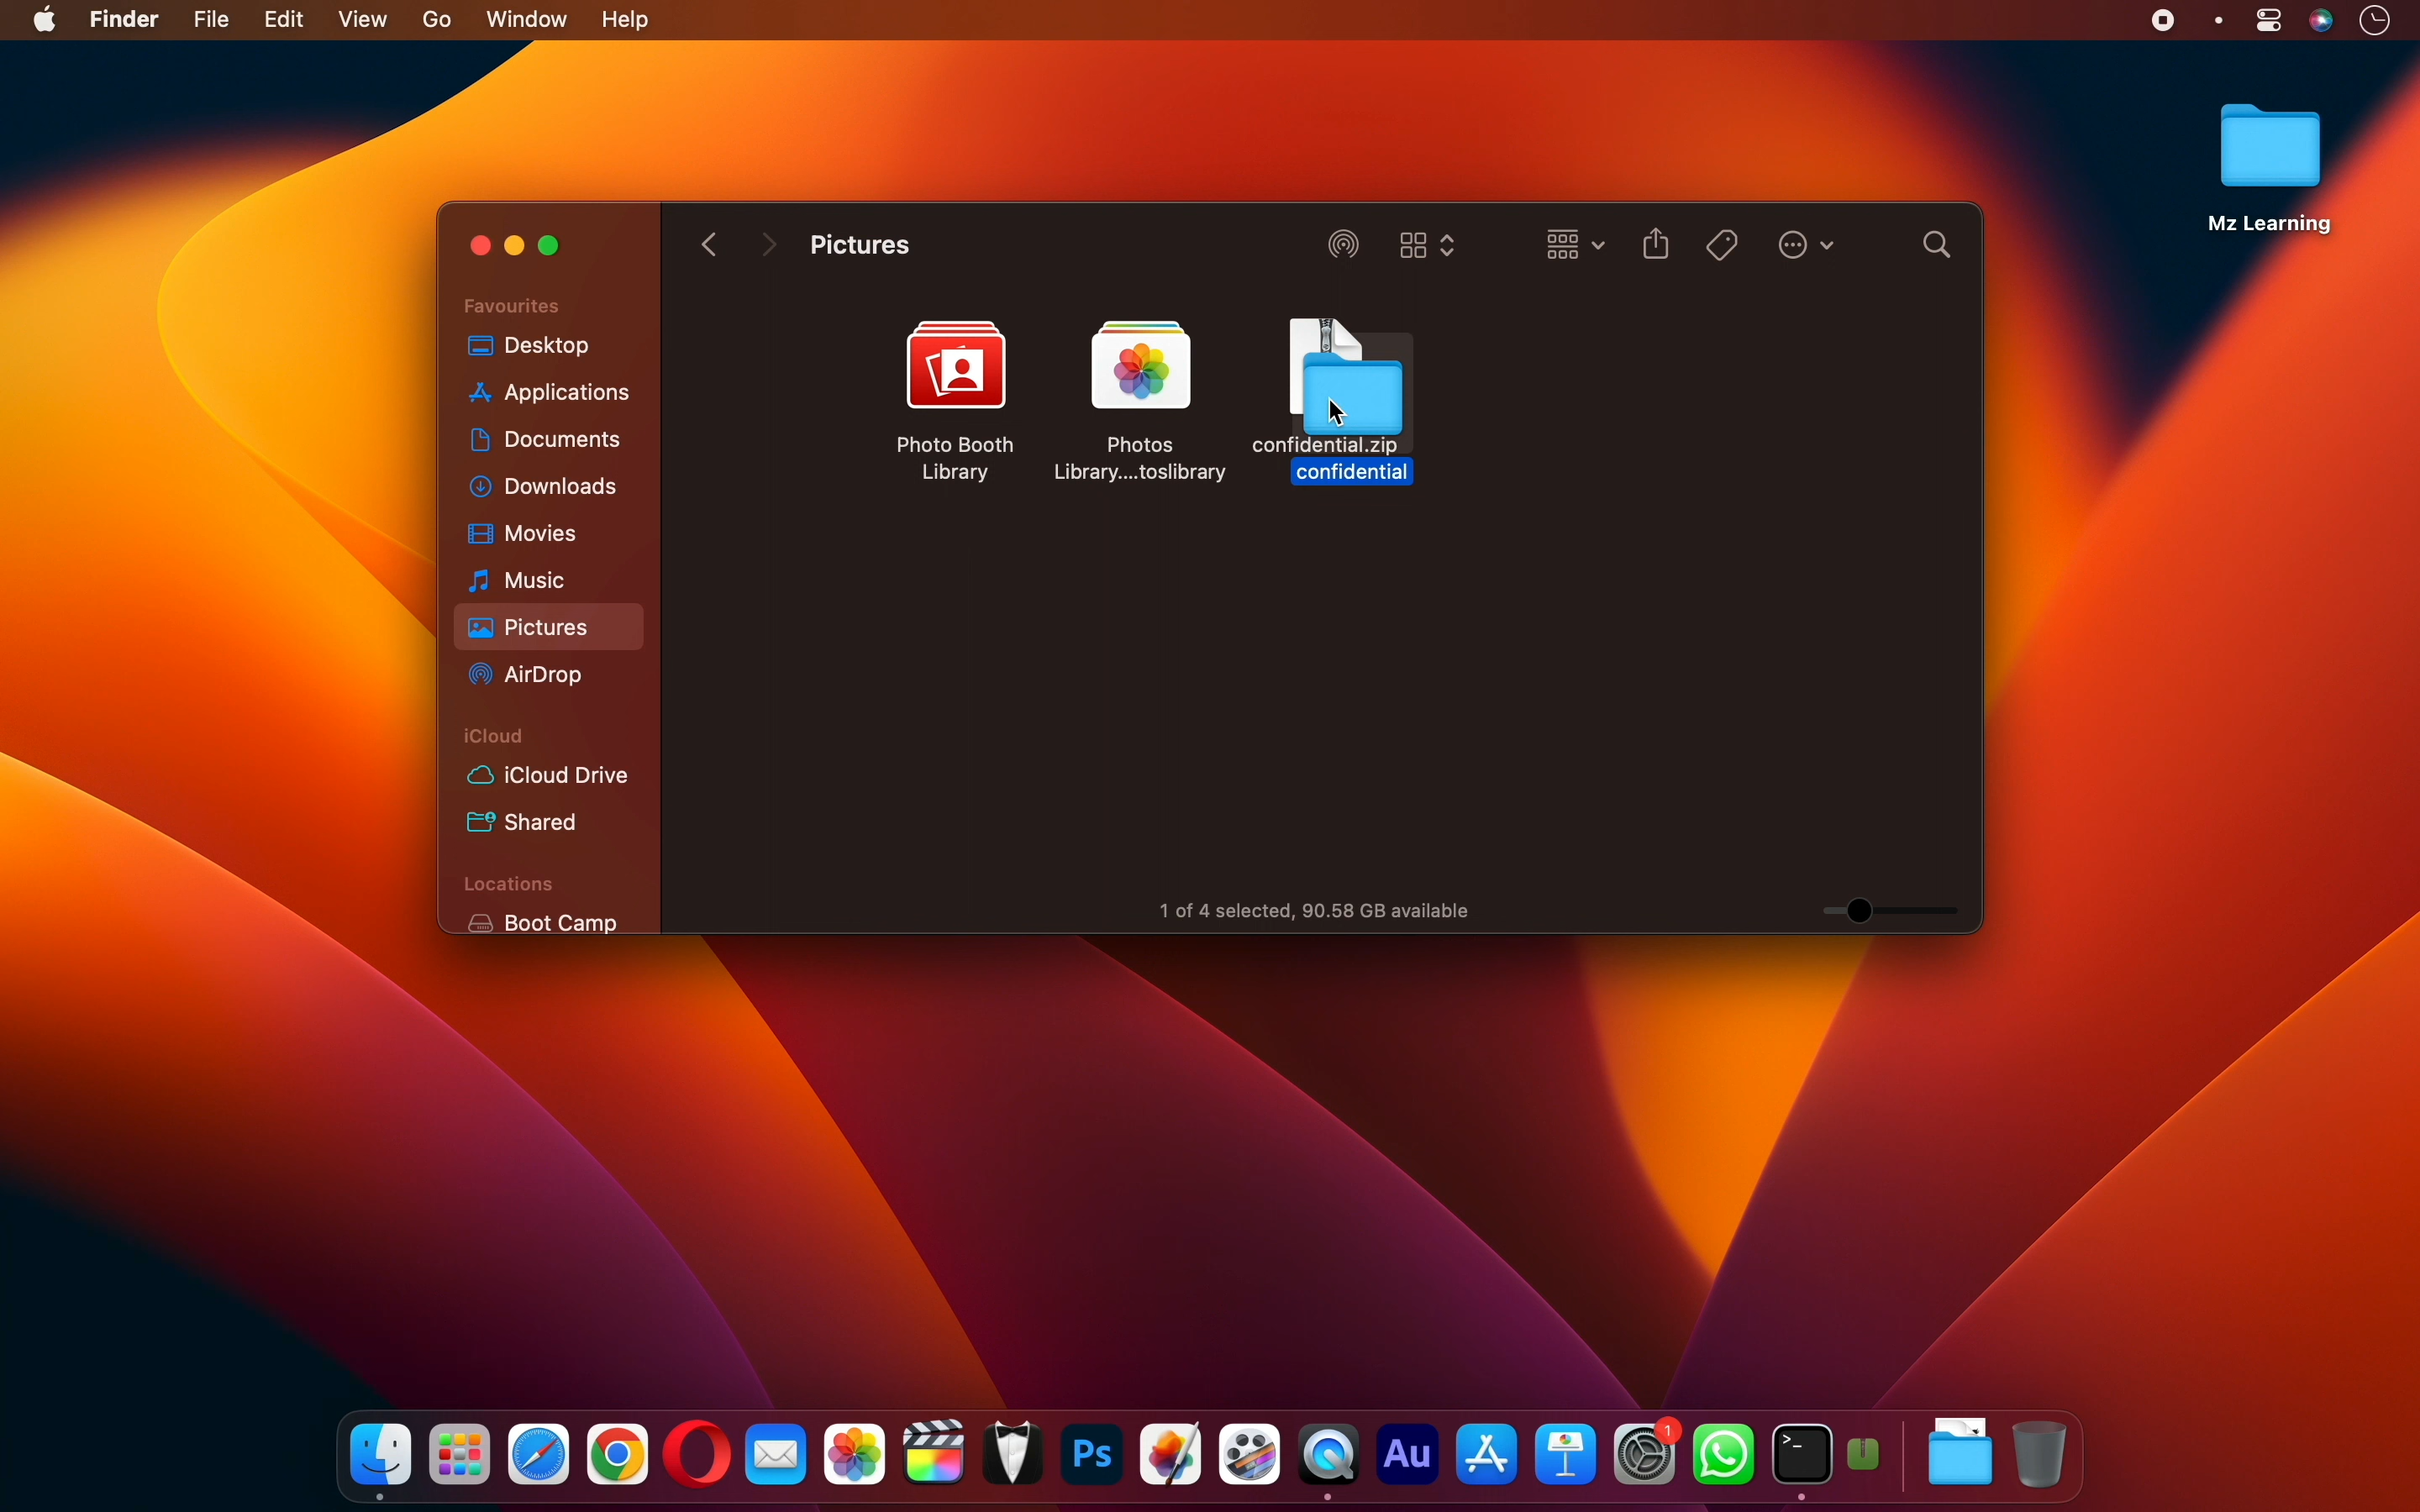 Finder File Edit View Go Window Help
Mz Learning
Pictures
Favourites
Desktop
Applications
Documents
Downloads
Movies
Music
Pictures
AirDrop
iCloud
iCloud Drive
Shared
Locations
Boot Camp
Photo Booth
Library
Photos
Library....toslibrary
confidential.zip
confidential
1 of 4 selected, 90.58 GB available
Ps
Au
1
>_